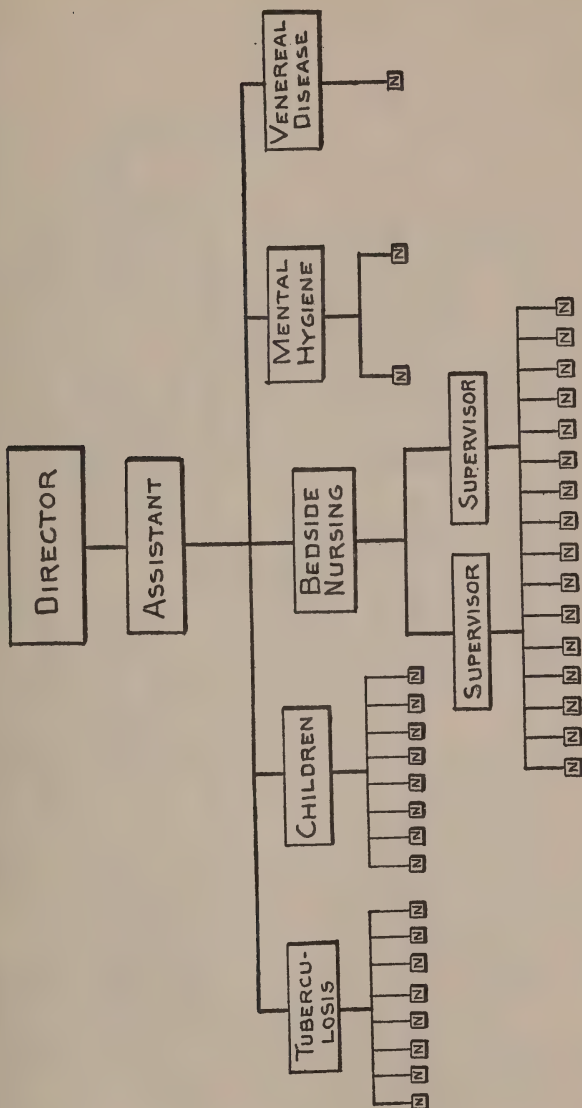 DIRECTOR
ASSISTANT
TUBERCU-
LOSIS
CHILDREN
BEDSIDE
NURSING
MENTAL
HYGIENE
VENEREAL
DISEASE
N N N N N N N N
N N N N N N N N
N N
N
SUPERVISOR
SUPERVISOR
N N N N N N N N N N N N N N N N